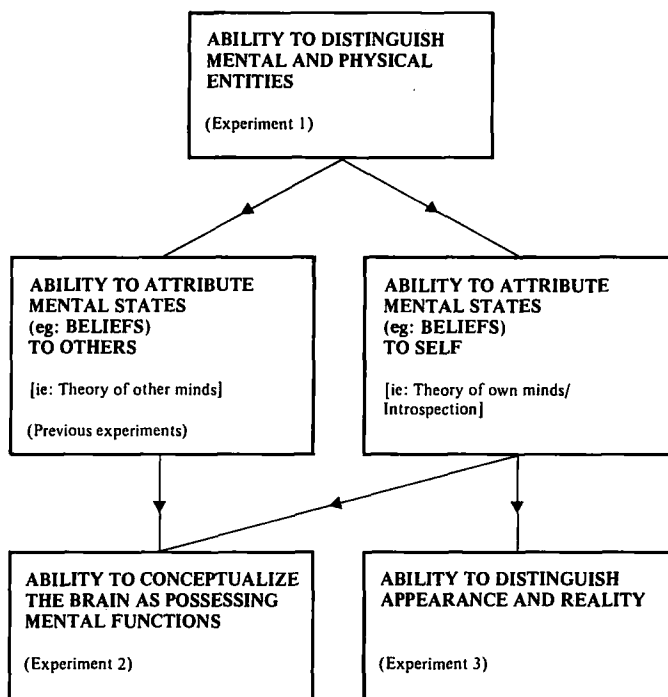 ABILITY TO DISTINGUISH
MENTAL AND PHYSICAL
ENTITIES
(Experiment 1)
ABILITY TO ATTRIBUTE
MENTAL STATES
(eg: BELIEFS)
TO OTHERS
[ie: Theory of other minds]
(Previous experiments)
ABILITY TO ATTRIBUTE
MENTAL STATES
(eg: BELIEFS)
TO SELF
[ie: Theory of own minds/
Introspection]
ABILITY TO CONCEPTUALIZE
THE BRAIN AS POSSESSING
MENTAL FUNCTIONS
(Experiment 2)
ABILITY TO DISTINGUISH
APPEARANCE AND REALITY
(Experiment 3)